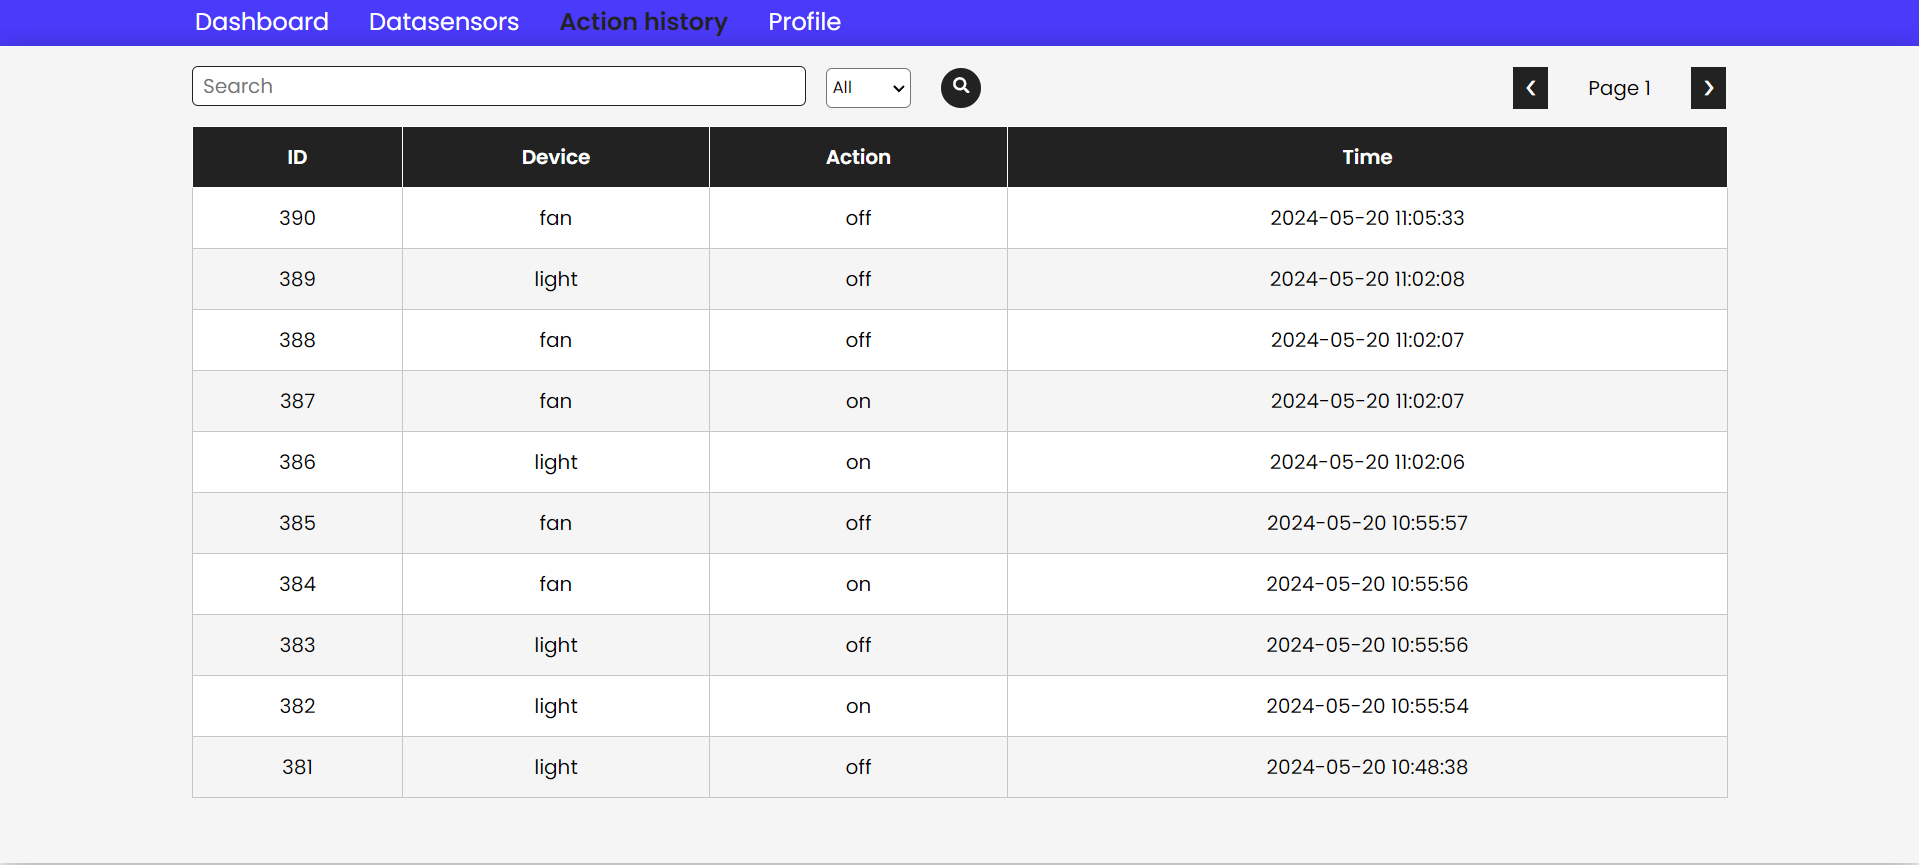 Dashboard Datasensors Action history Profile
Search All Page 1
ID Device Action Time
390 fan off 2024-05-20 11:05:33
389 light off 2024-05-20 11:02:08
388 fan off 2024-05-20 11:02:07
387 fan on 2024-05-20 11:02:07
386 light on 2024-05-20 11:02:06
385 fan off 2024-05-20 10:55:57
384 fan on 2024-05-20 10:55:56
383 light off 2024-05-20 10:55:56
382 light on 2024-05-20 10:55:54
381 light off 2024-05-20 10:48:38